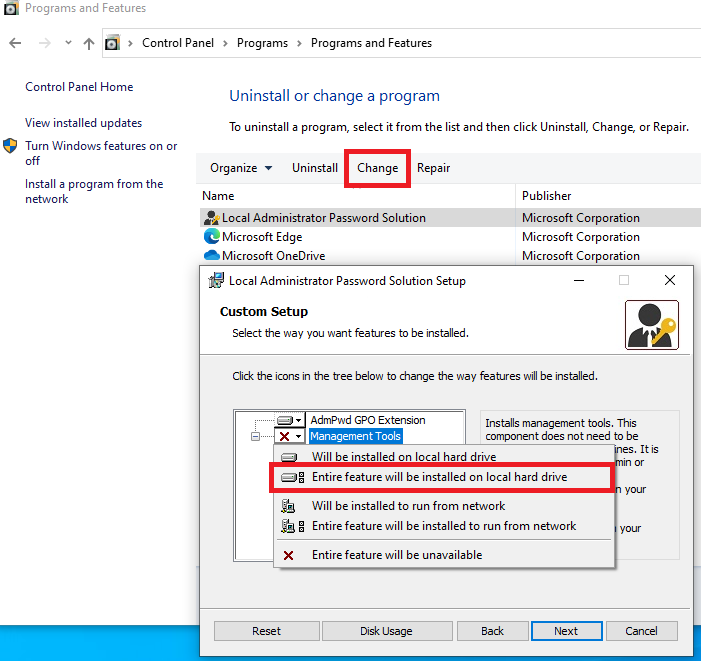 Programs and Features
Control Panel > Programs > Programs and Features
Control Panel Home
View installed updates
Turn Windows features on or
off
Install a program from the
network
Uninstall or change a program
To uninstall a program, select it from the list and then click Uninstall, Change, or Repair.
Organize Uninstall Change Repair
Name Publisher
Local Administrator Password Solution Microsoft Corporation
Microsoft Edge Microsoft Corporation
Microsoft OneDrive Microsoft Corporation
Local Administrator Password Solution Setup
Custom Setup
Select the way you want features to be installed.
Click the icons in the tree below to change the way features will be installed.
AdmPwd GPO Extension
Management Tools
Installs management tools. This
component does not need to be
nes. It is
min or
n your
your
Will be installed on local hard drive
Entire feature will be installed on local hard drive
Will be installed to run from network
Entire feature will be installed to run from network
Entire feature will be unavailable
Reset Disk Usage Back Next Cancel